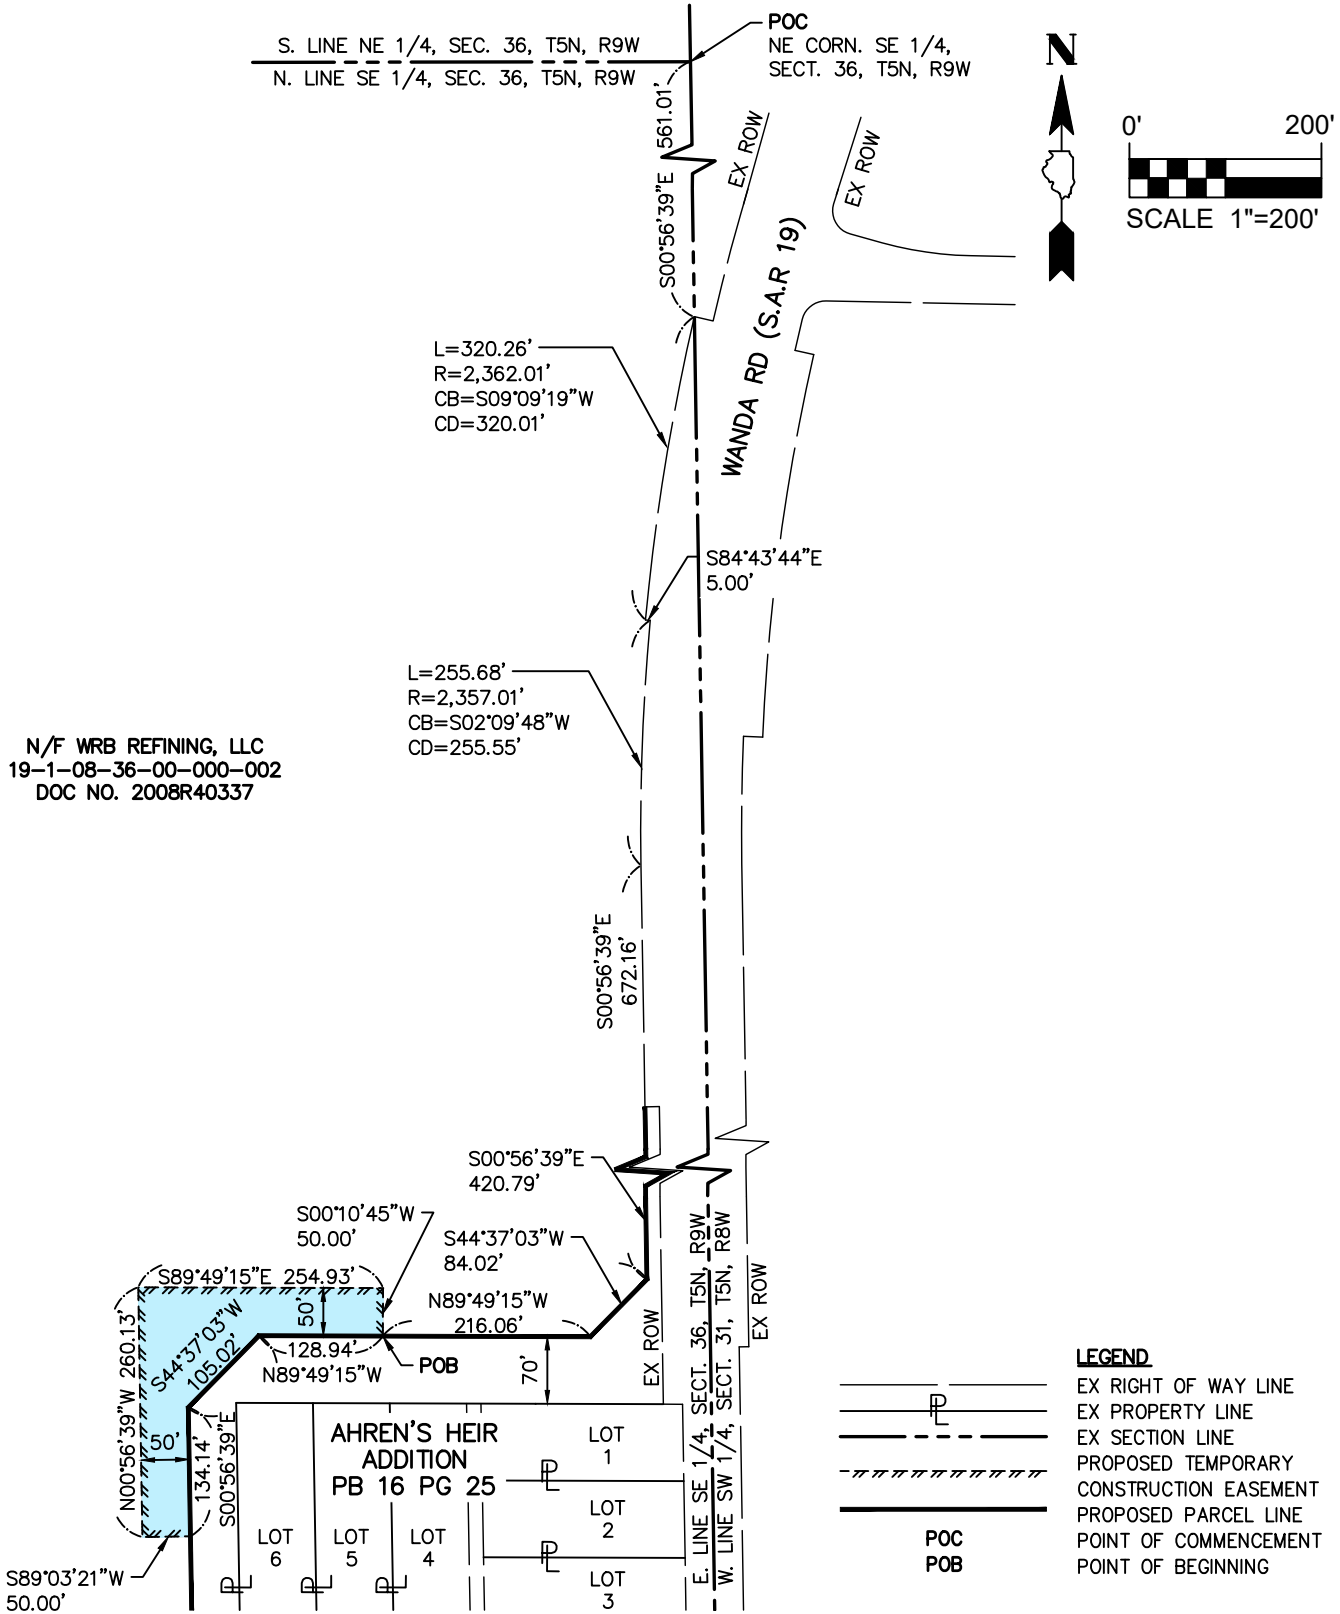 S. LINE NE 1/4, SEC. 36, T5N, R9W
N. LINE SE 1/4, SEC. 36, T5N, R9W
POC
NE CORN. SE 1/4,
SECT. 36, T5N, R9W
N
0' 200'
SCALE 1"=200'
S00°56'39"E 561.01'
EX ROW
EX ROW
WANDA RD (S.A.R 19)
L=320.26'
R=2,362.01'
CB=S09°09'19"W
CD=320.01'
S84°43'44"E
5.00'
L=255.68'
R=2,357.01'
CB=S02°09'48"W
CD=255.55'
N/F WRB REFINING, LLC
19-1-08-36-00-000-002
DOC NO. 2008R40337
S00°56'39"E
672.16'
S00°56'39"E
420.79'
S00°10'45"W
50.00'
S44°37'03"W
84.02'
S89°49'15"E 254.93'
N89°49'15"W
216.06'
50'
S44°37'03"W
105.02'
128.94'
N89°49'15"W
POB
70'
N00°56'39"W 260.13'
50'
134.14'
S00°56'39"E
S89°03'21"W
50.00'
AHREN'S HEIR
ADDITION
PB 16 PG 25
LOT
1
LOT
2
LOT
3
LOT
4
LOT
5
LOT
6
PL
PL
PL
PL
PL
EX ROW
E. LINE SE 1/4, SECT. 36, T5N, R9W
W. LINE SW 1/4, SECT. 31, T5N, R8W
EX ROW
LEGEND
EX RIGHT OF WAY LINE
PL EX PROPERTY LINE
EX SECTION LINE
PROPOSED TEMPORARY
CONSTRUCTION EASEMENT
PROPOSED PARCEL LINE
POC POINT OF COMMENCEMENT
POB POINT OF BEGINNING